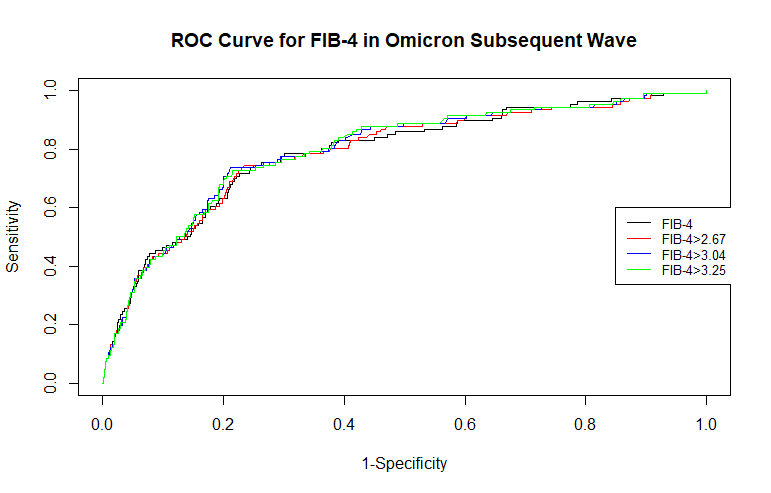 ROC Curve for FIB-4 in Omicron Subsequent Wave
Sensitivity
1.0
0.8
0.6
0.4
0.2
0.0
FIB-4
FIB-4>2.67
FIB-4>3.04
FIB-4>3.25
0.0 0.2 0.4 0.6 0.8 1.0
1-Specificity